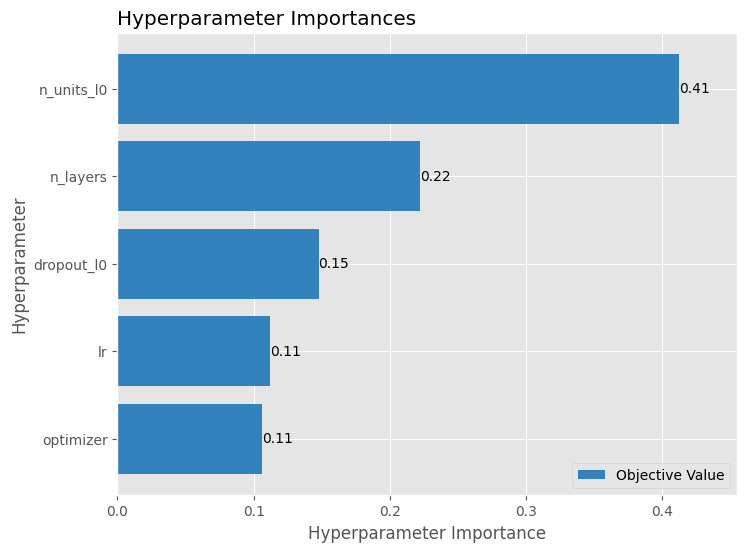 Hyperparameter Importances
Hyperparameter
n_units_l0
0.41
n_layers
0.22
dropout_l0
0.15
lr
0.11
optimizer
0.11
Objective Value
0.0 0.1 0.2 0.3 0.4
Hyperparameter Importance